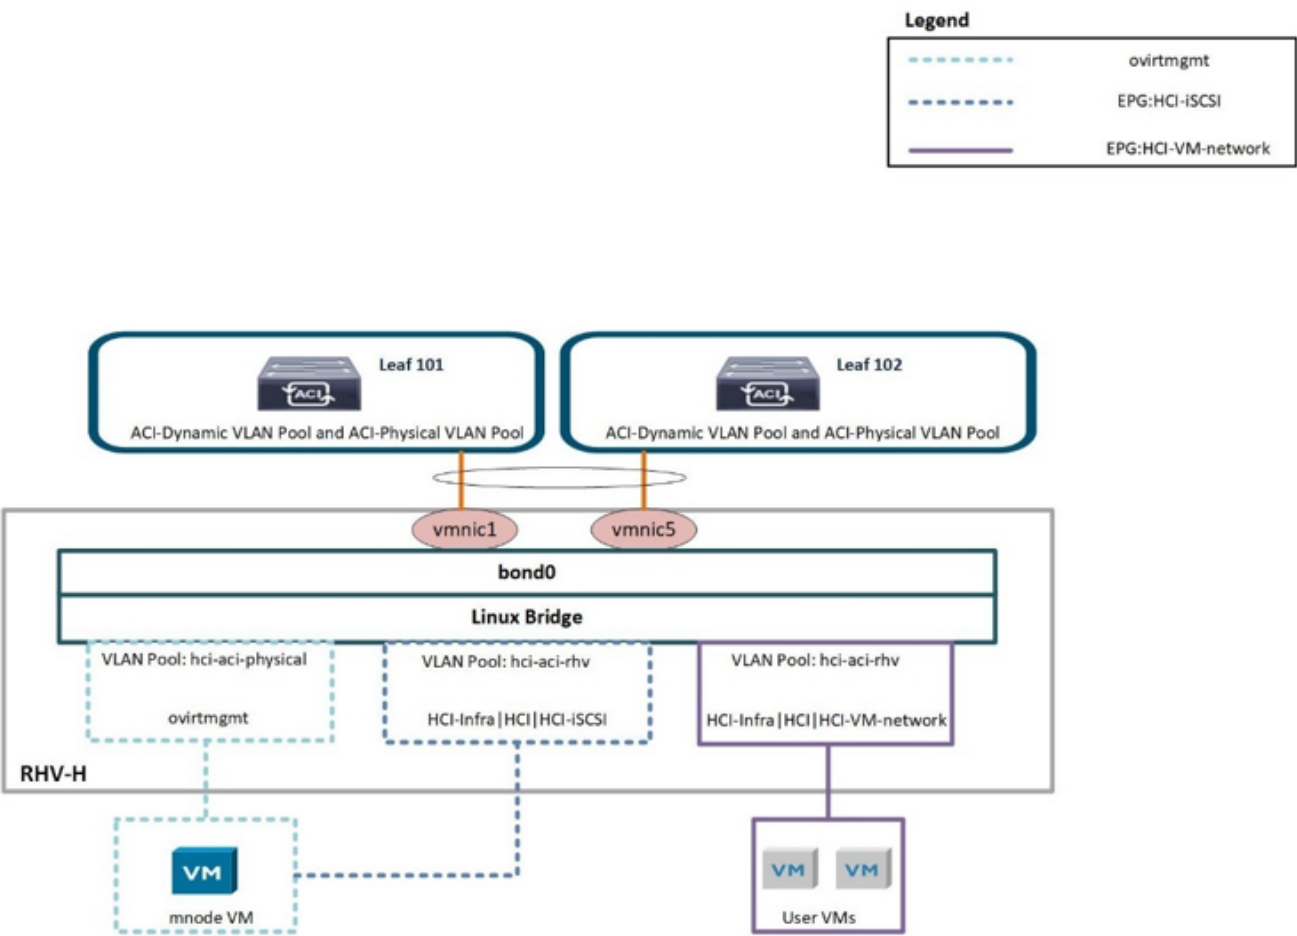 Legend
ovirtmgmt
EPG:HCI-iSCSI
EPG:HCI-VM-network
Leaf 101
ACI
ACI-Dynamic VLAN Pool and ACI-Physical VLAN Pool
Leaf 102
ACI
ACI-Dynamic VLAN Pool and ACI-Physical VLAN Pool
vmnic1
vmnic5
bond0
Linux Bridge
VLAN Pool: hci-aci-physical
ovirtmgmt
VLAN Pool: hci-aci-rhv
HCI-Infra|HCI|HCI-iSCSI
VLAN Pool: hci-aci-rhv
HCI-Infra|HCI|HCI-VM-network
RHV-H
VM
mnode VM
VM VM
User VMs